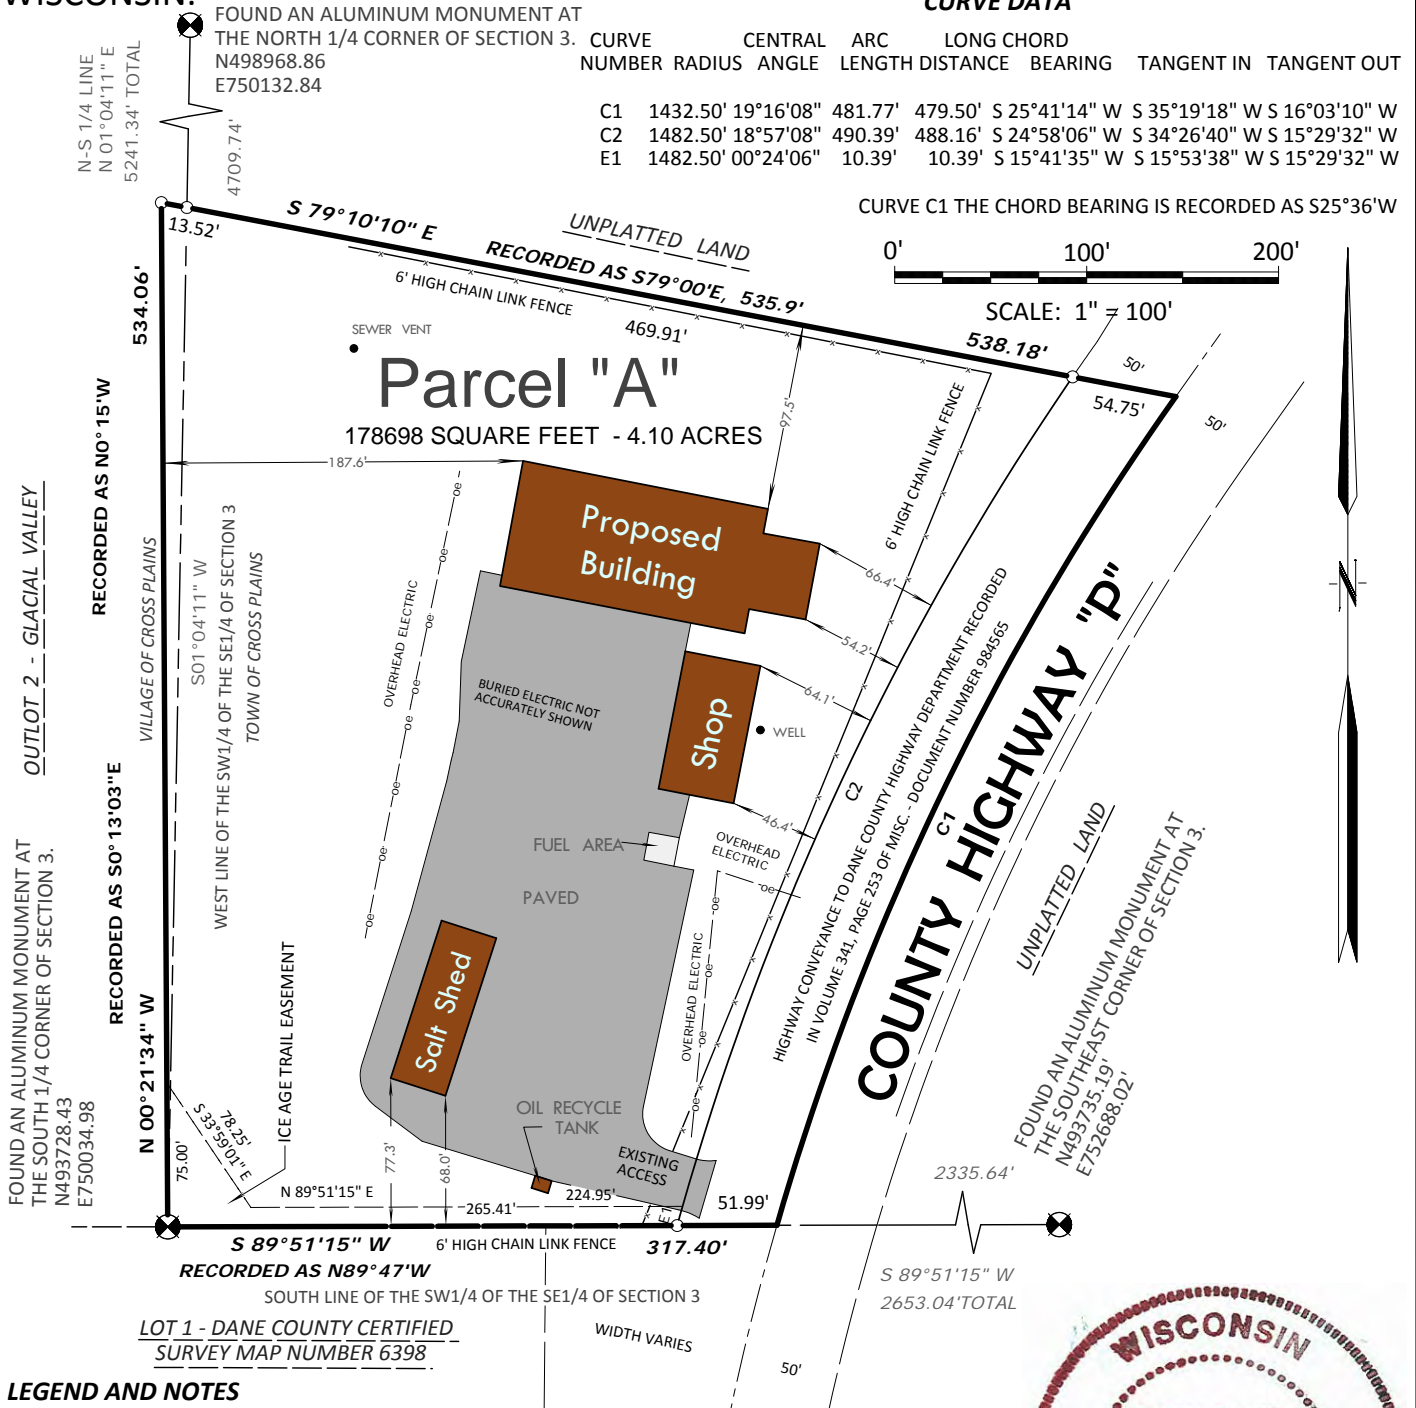 WISCONSIN.
FOUND AN ALUMINUM MONUMENT AT
THE NORTH 1/4 CORNER OF SECTION 3.
N498968.86
E750132.84
N-S 1/4 LINE
N 01°04'11" E
5241.34' TOTAL
4709.74'
CURVE DATA
CURVE CENTRAL ARC LONG CHORD
NUMBER RADIUS ANGLE LENGTH DISTANCE BEARING TANGENT IN TANGENT OUT
C1 1432.50' 19°16'08" 481.77' 479.50' S 25°41'14" W S 35°19'18" W S 16°03'10" W
C2 1482.50' 18°57'08" 490.39' 488.16' S 24°58'06" W S 34°26'40" W S 15°29'32" W
E1 1482.50' 00°24'06" 10.39' 10.39' S 15°41'35" W S 15°53'38" W S 15°29'32" W
CURVE C1 THE CHORD BEARING IS RECORDED AS S25°36'W
0' 100' 200'
SCALE: 1" = 100'
13.52'
S 79°10'10" E
RECORDED AS S79°00'E, 535.9'
UNPLATTED LAND
6' HIGH CHAIN LINK FENCE
469.91'
538.18'
50'
54.75'
50'
SEWER VENT
Parcel "A"
178698 SQUARE FEET - 4.10 ACRES
187.6'
97.5'
6' HIGH CHAIN LINK FENCE
534.06'
RECORDED AS N0°15'W
RECORDED AS S0°13'03"E
N 00°21'34" W
OUTLOT 2 - GLACIAL VALLEY
VILLAGE OF CROSS PLAINS
S01°04'11" W
WEST LINE OF THE SW1/4 OF THE SE1/4 OF SECTION 3
TOWN OF CROSS PLAINS
OVERHEAD ELECTRIC
oe
oe
oe
oe
oe
oe
oe
Proposed
Building
66.4'
54.2'
64.1'
46.4'
BURIED ELECTRIC NOT
ACCURATELY SHOWN
Shop
WELL
FUEL AREA
PAVED
OVERHEAD
ELECTRIC
oe
OVERHEAD ELECTRIC
oe
oe
oe
oe
Salt Shed
OIL RECYCLE
TANK
EXISTING
ACCESS
77.3'
68.0'
C2
C1
HIGHWAY CONVEYANCE TO DANE COUNTY HIGHWAY DEPARTMENT RECORDED
IN VOLUME 341, PAGE 253 OF MISC. - DOCUMENT NUMBER 984565
COUNTY HIGHWAY "P"
UNPLATTED LAND
N
FOUND AN ALUMINUM MONUMENT AT
THE SOUTHEAST CORNER OF SECTION 3.
N493735.19'
E752688.02'
FOUND AN ALUMINUM MONUMENT AT
THE SOUTH 1/4 CORNER OF SECTION 3.
N493728.43
E750034.98
75.00'
78.25'
S 33°59'01" E
ICE AGE TRAIL EASEMENT
N 89°51'15" E
265.41'
224.95'
E1
51.99'
2335.64'
S 89°51'15" W
6' HIGH CHAIN LINK FENCE
317.40'
RECORDED AS N89°47'W
SOUTH LINE OF THE SW1/4 OF THE SE1/4 OF SECTION 3
S 89°51'15" W
2653.04'TOTAL
LOT 1 - DANE COUNTY CERTIFIED
SURVEY MAP NUMBER 6398
WIDTH VARIES
50'
WISCONSIN
LEGEND AND NOTES